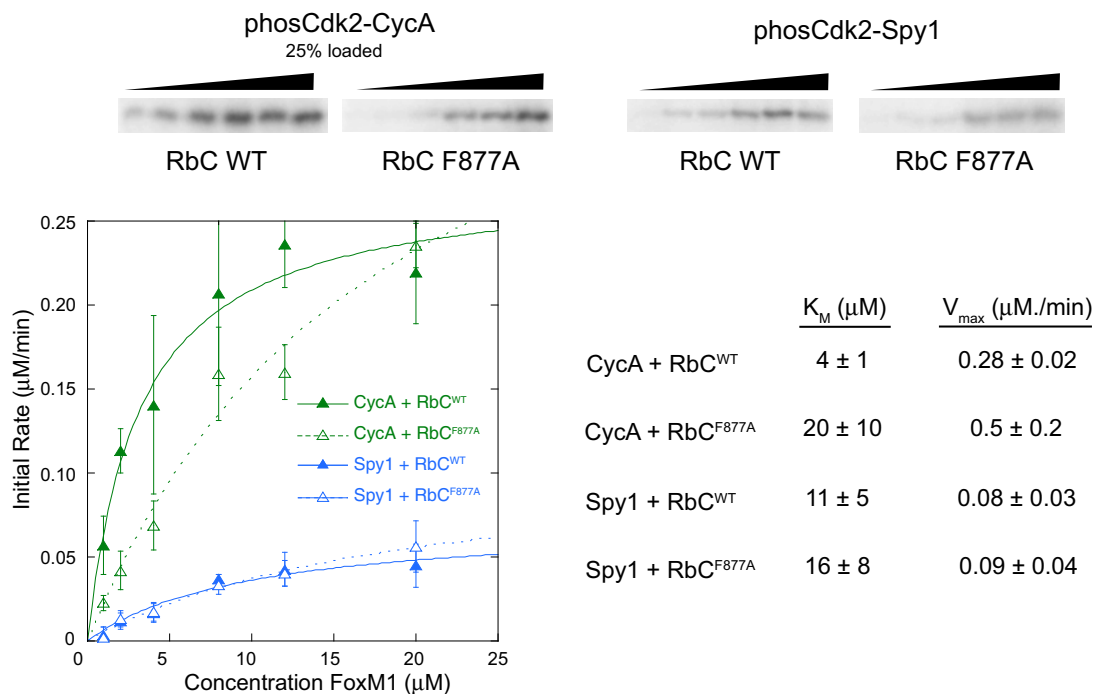 phosCdk2-CycA
25% loaded
phosCdk2-Spy1
RbC WT
RbC F877A
RbC WT
RbC F877A
0.25
0.20
0.15
0.10
0.050
0
0
5
10
15
20
25
Initial Rate (μM/min)
Concentration FoxM1 (μM)
CycA + RbC^WT
CycA + RbC^F877A
Spy1 + RbC^WT
Spy1 + RbC^F877A
K_M (μM) V_max (μM./min)
CycA + RbC^WT 4 ± 1 0.28 ± 0.02
CycA + RbC^F877A 20 ± 10 0.5 ± 0.2
Spy1 + RbC^WT 11 ± 5 0.08 ± 0.03
Spy1 + RbC^F877A 16 ± 8 0.09 ± 0.04